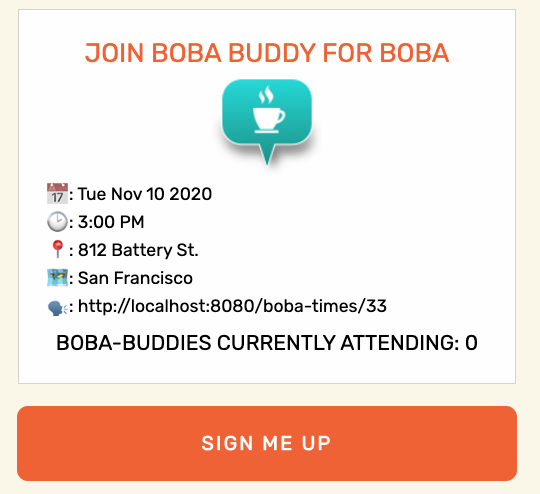 JOIN BOBA BUDDY FOR BOBA
📅: Tue Nov 10 2020
🕒: 3:00 PM
📍: 812 Battery St.
🗺️: San Francisco
🗣️: http://localhost:8080/boba-times/33
BOBA-BUDDIES CURRENTLY ATTENDING: 0
SIGN ME UP